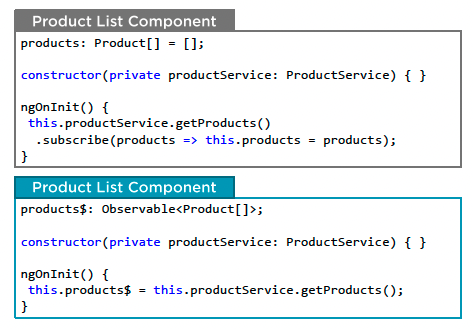 Product List Component
products: Product[] = [];
constructor(private productService: ProductService) { }
ngOnInit() {
this.productService.getProducts()
.subscribe(products => this.products = products);
}
Product List Component
products$: Observable<Product[]>;
constructor(private productService: ProductService) { }
ngOnInit() {
this.products$ = this.productService.getProducts();
}